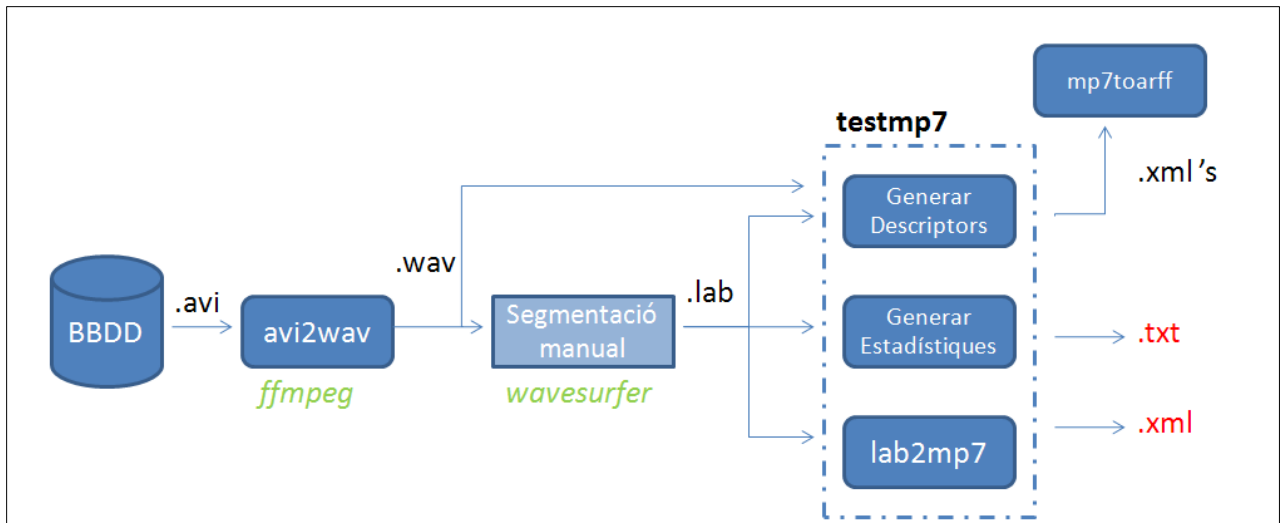 BBDD
.avi
avi2wav
ffmpeg
.wav
Segmentació
manual
wavesurfer
.lab
testmp7
Generar
Descriptors
Generar
Estadístiques
lab2mp7
mp7toarff
.xml 's
.txt
.xml